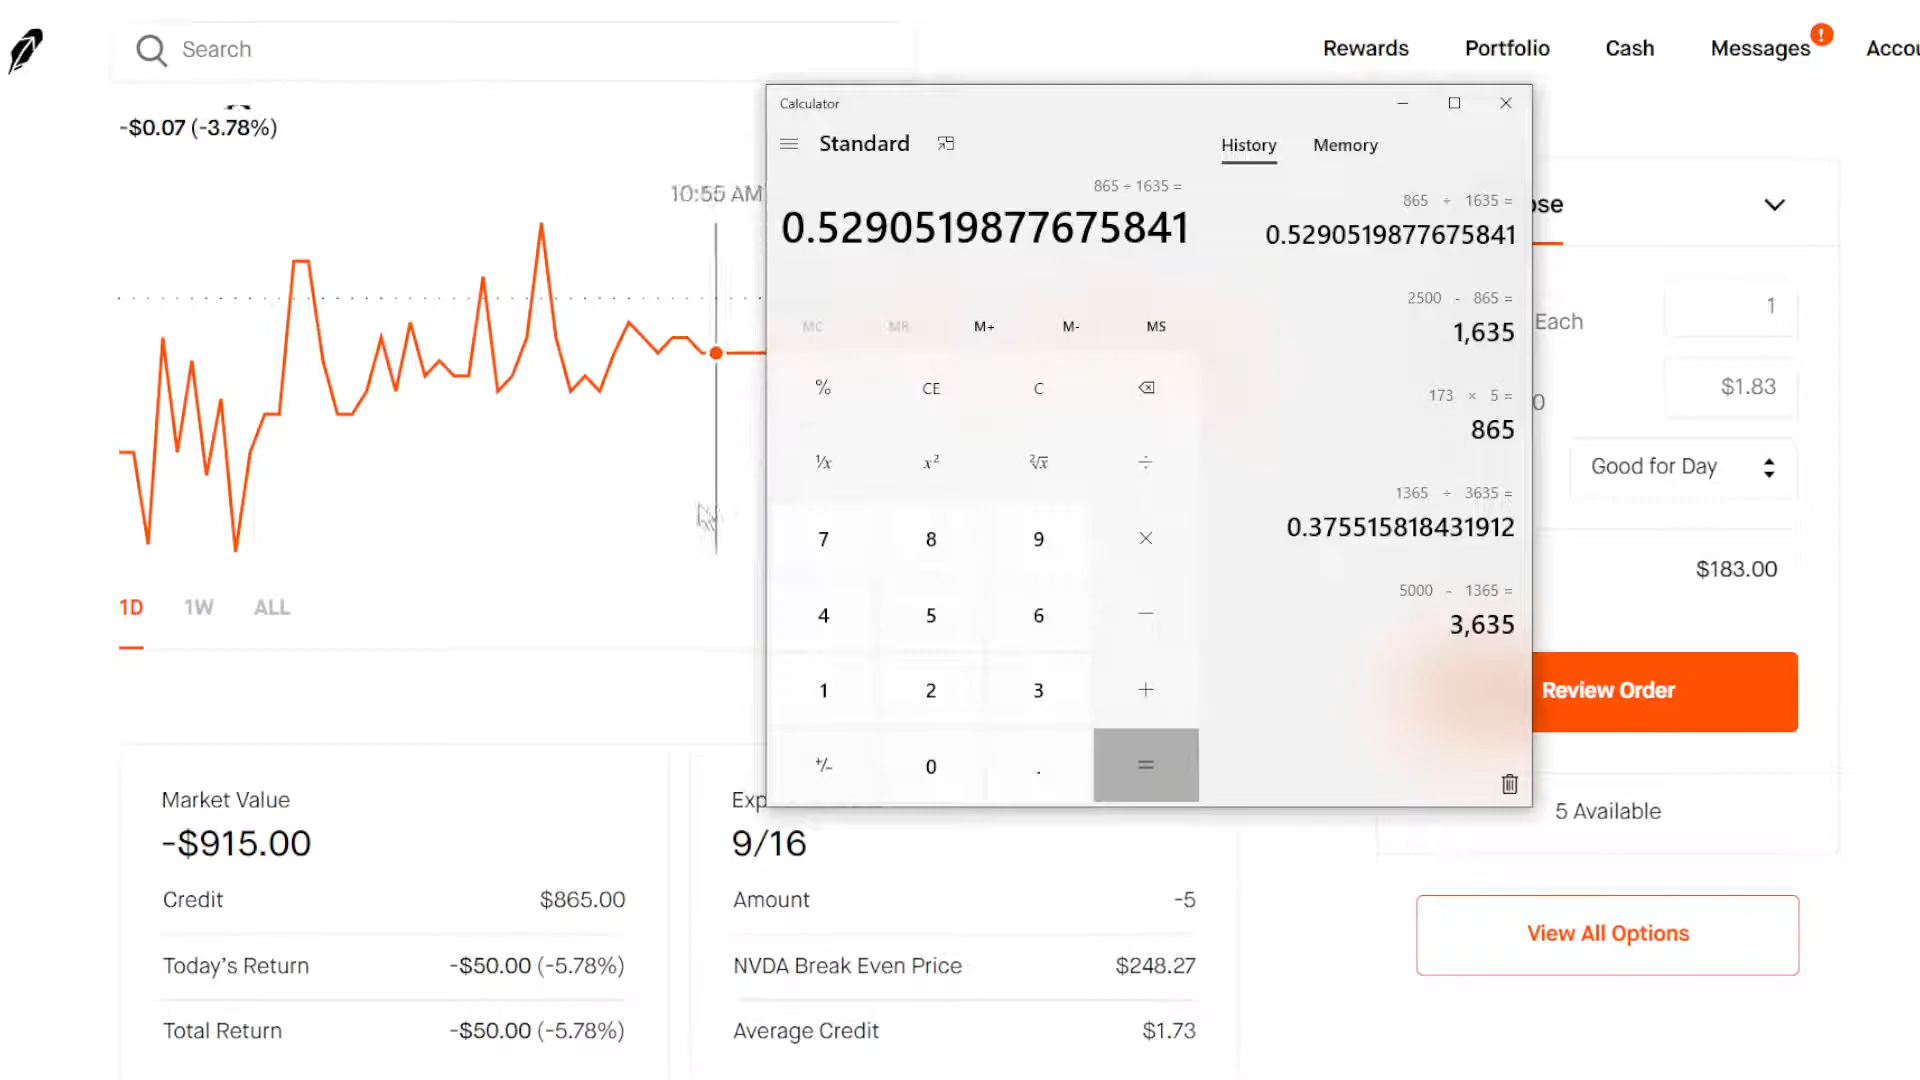 Search
Rewards
Portfolio
Cash
Messages
!
-$0.07 (-3.78%)
10:55 AM
1D
1W
ALL
Calculator
Standard
History
Memory
865 ÷ 1635 =
0.5290519877675841
MC
MR
M+
M-
MS
%
CE
C
⌫
¹/x
x²
²√x
÷
7
8
9
×
4
5
6
−
1
2
3
+
+/−
0
.
=
865 ÷ 1635 =
0.5290519877675841
2500 - 865 =
1,635
173 × 5 =
865
1365 ÷ 3635 =
0.375515818431912
5000 - 1365 =
3,635
Each
1
0
$1.83
Good for Day
$183.00
Review Order
5 Available
View All Options
Market Value
-$915.00
Credit
$865.00
Today's Return
-$50.00 (-5.78%)
Total Return
-$50.00 (-5.78%)
9/16
Amount
-5
NVDA Break Even Price
$248.27
Average Credit
$1.73